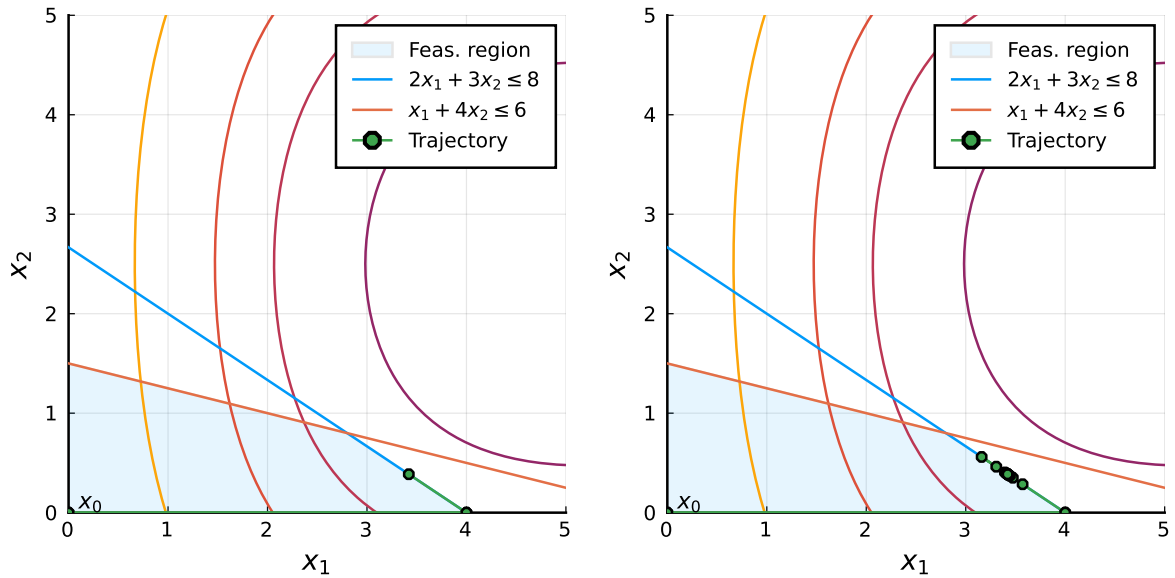 5
4
3
2
1
0
x₂
Feas. region
2x₁ + 3x₂ ≤ 8
x₁ + 4x₂ ≤ 6
Trajectory
x₀
0 1 2 3 4 5
x₁
5
4
3
2
1
0
x₂
Feas. region
2x₁ + 3x₂ ≤ 8
x₁ + 4x₂ ≤ 6
Trajectory
x₀
0 1 2 3 4 5
x₁